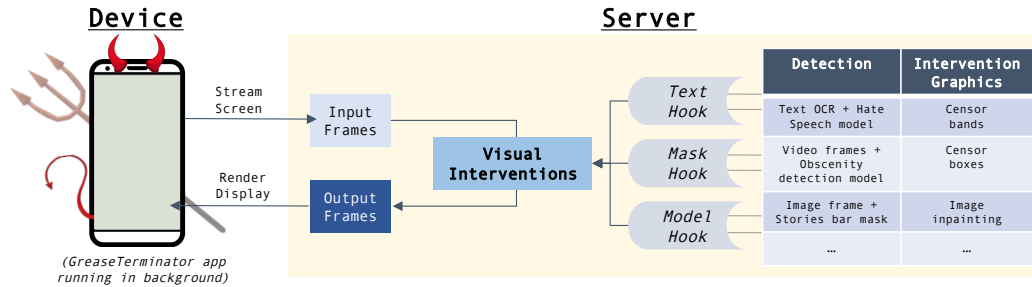 Device
Server
Stream
Screen
Input
Frames
Visual
Interventions
Render
Display
Output
Frames
(GreaseTerminator app
running in background)
Text
Hook
Mask
Hook
Model
Hook
Detection
Intervention
Graphics
Text OCR + Hate
Speech model
Censor
bands
Video frames +
Obscenity
detection model
Censor
boxes
Image frame +
Stories bar mask
Image
inpainting
…
…